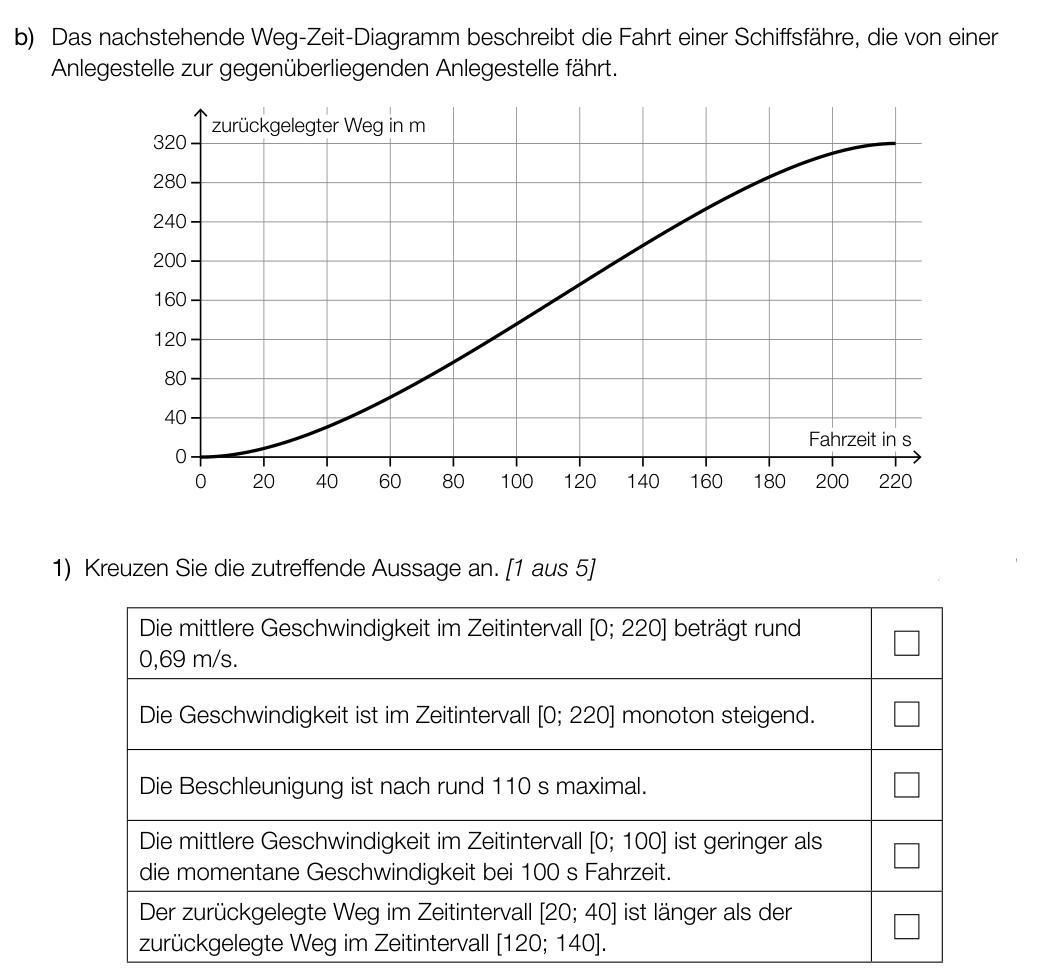 b) Das nachstehende Weg-Zeit-Diagramm beschreibt die Fahrt einer Schiffsfähre, die von einer
Anlegestelle zur gegenüberliegenden Anlegestelle fährt.
zurückgelegter Weg in m
320
280
240
200
160
120
80
40
0
Fahrzeit in s
0 20 40 60 80 100 120 140 160 180 200 220
1) Kreuzen Sie die zutreffende Aussage an. [1 aus 5]
Die mittlere Geschwindigkeit im Zeitintervall [0; 220] beträgt rund
0,69 m/s.
Die Geschwindigkeit ist im Zeitintervall [0; 220] monoton steigend.
Die Beschleunigung ist nach rund 110 s maximal.
Die mittlere Geschwindigkeit im Zeitintervall [0; 100] ist geringer als
die momentane Geschwindigkeit bei 100 s Fahrzeit.
Der zurückgelegte Weg im Zeitintervall [20; 40] ist länger als der
zurückgelegte Weg im Zeitintervall [120; 140].